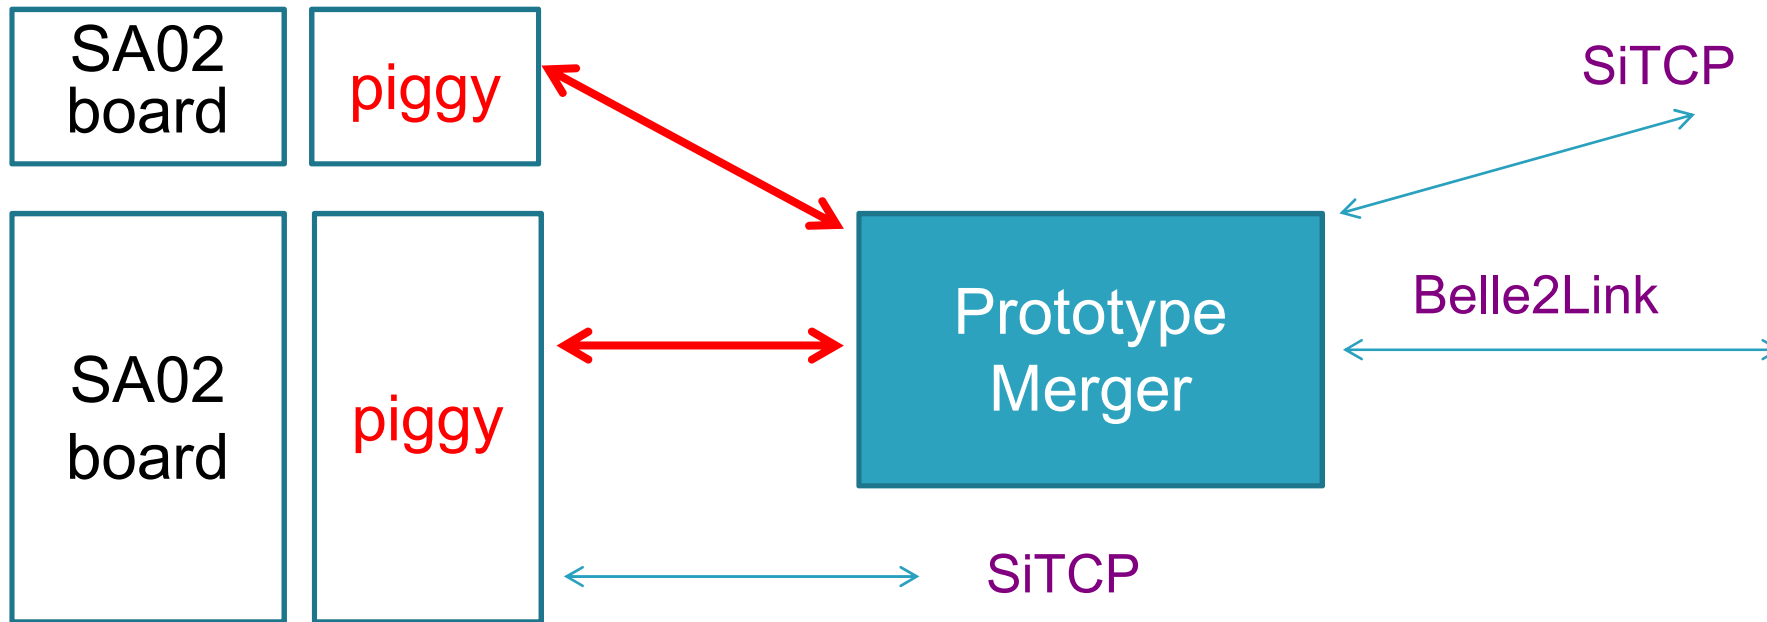 SA02
board
piggy
SiTCP
Belle2Link
Prototype
Merger
SA02
board
piggy
SiTCP